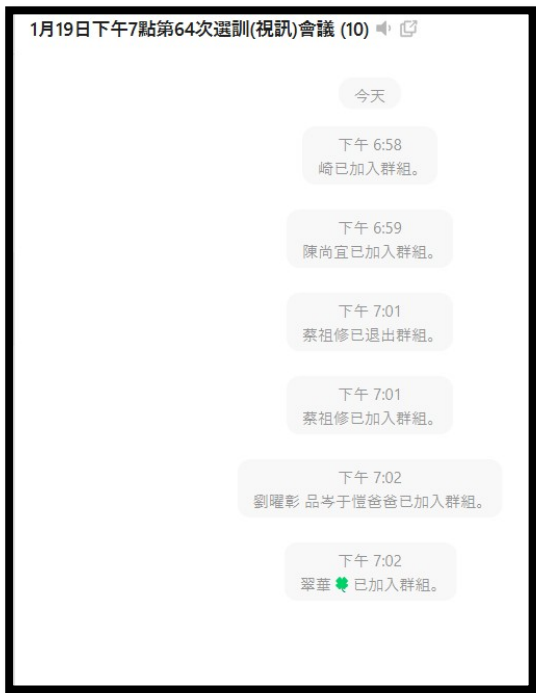 1月19日下午7點第64次選訓(視訊)會議 (10)
今天
下午 6:58
崎已加入群組。
下午 6:59
陳尚宜已加入群組。
下午 7:01
蔡祖修已退出群組。
下午 7:01
蔡祖修已加入群組。
下午 7:02
劉曜彰 品岑于愷爸爸已加入群組。
下午 7:02
翠華🍀已加入群組。